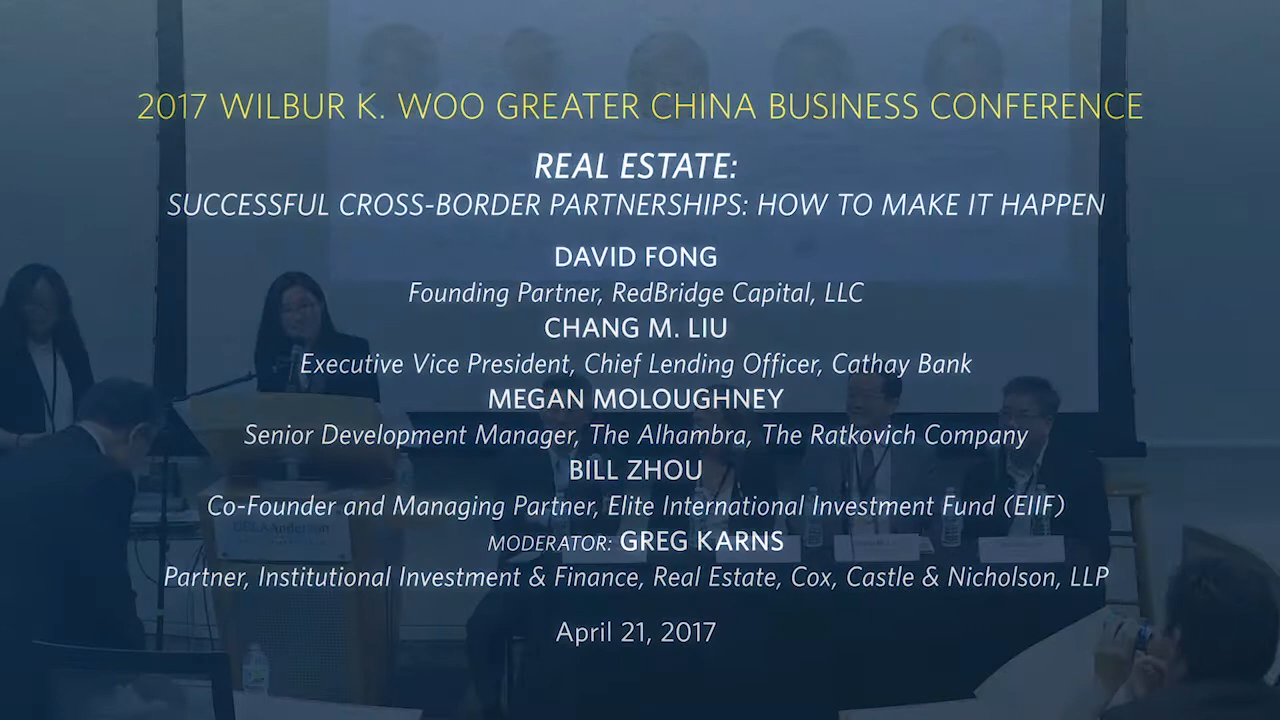 2017 WILBUR K. WOO GREATER CHINA BUSINESS CONFERENCE
REAL ESTATE:
SUCCESSFUL CROSS-BORDER PARTNERSHIPS: HOW TO MAKE IT HAPPEN
DAVID FONG
Founding Partner, RedBridge Capital, LLC
CHANG M. LIU
Executive Vice President, Chief Lending Officer, Cathay Bank
MEGAN MOLOUGHNEY
Senior Development Manager, The Alhambra, The Ratkovich Company
BILL ZHOU
Co-Founder and Managing Partner, Elite International Investment Fund (EIIF)
UCLAAnderson
MODERATOR: GREG KARNS
Partner, Institutional Investment & Finance, Real Estate, Cox, Castle & Nicholson, LLP
April 21, 2017